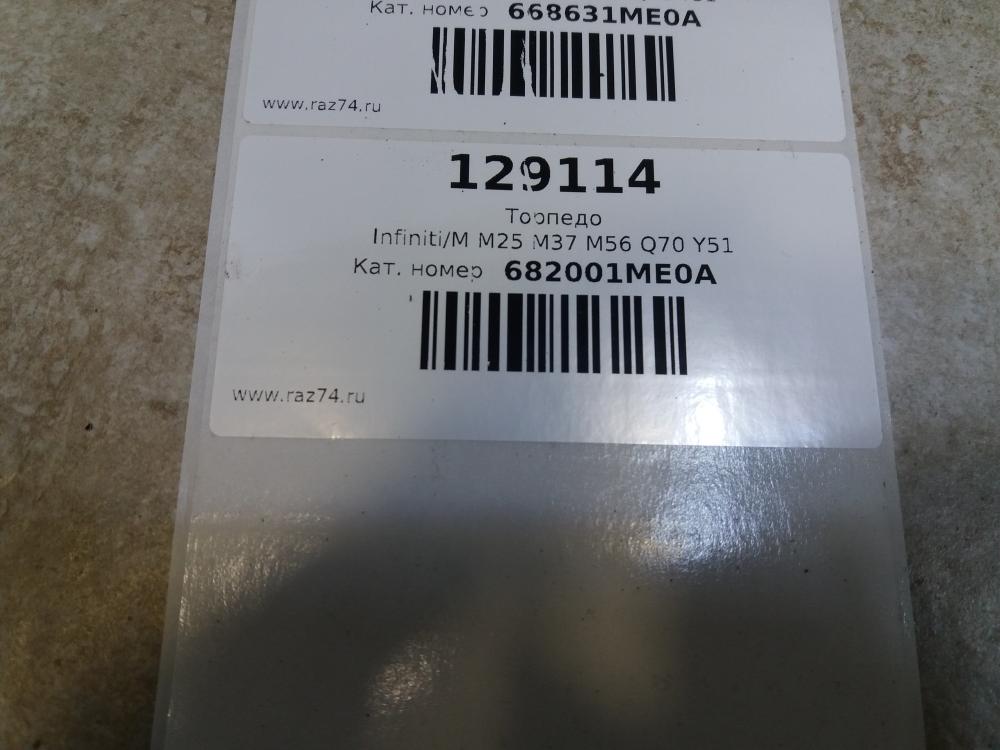 Кат. номер 668631ME0A
www.raz74.ru
129114
Торпедо
Infiniti/M M25 M37 M56 Q70 Y51
Кат. номер 682001ME0A
www.raz74.ru